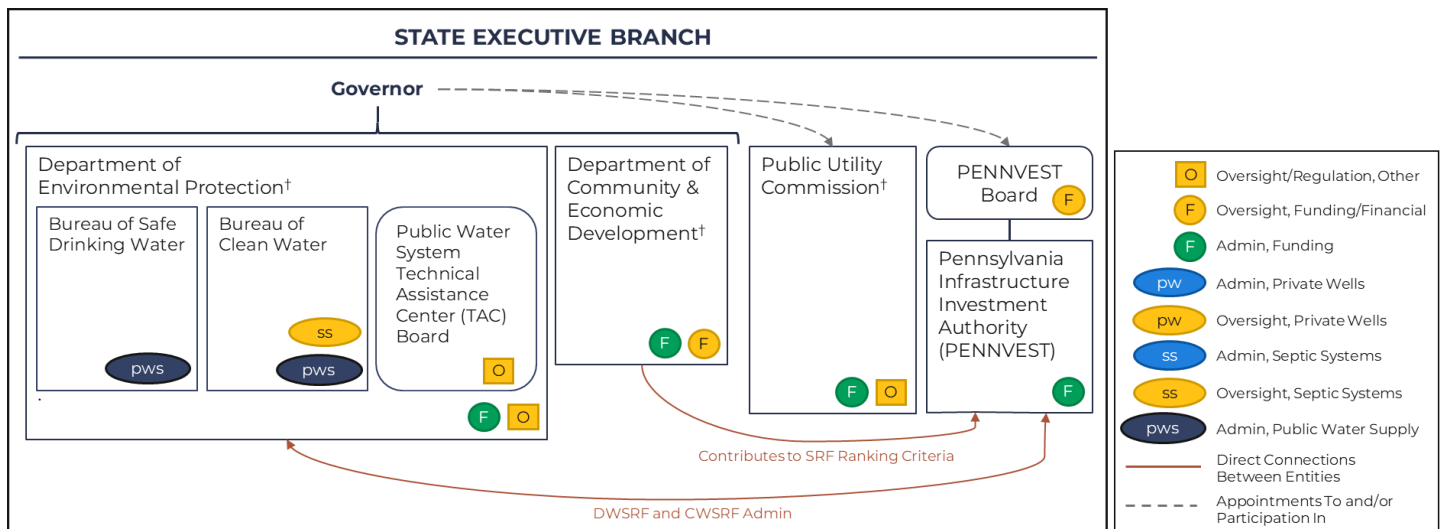 STATE EXECUTIVE BRANCH
Governor
Department of
Environmental Protection†
Bureau of Safe
Drinking Water
pws
Bureau of
Clean Water
ss
pws
Public Water
System
Technical
Assistance
Center (TAC)
Board
O
.
F
O
Department of
Community &
Economic
Development†
F
F
Public Utility
Commission†
F
O
PENNVEST
Board
F
Pennsylvania
Infrastructure
Investment
Authority
(PENNVEST)
F
Contributes to SRF Ranking Criteria
DWSRF and CWSRF Admin
O
Oversight/Regulation, Other
F
Oversight, Funding/Financial
F
Admin, Funding
pw
Admin, Private Wells
pw
Oversight, Private Wells
ss
Admin, Septic Systems
ss
Oversight, Septic Systems
pws
Admin, Public Water Supply
Direct Connections
Between Entities
Appointments To and/or
Participation In